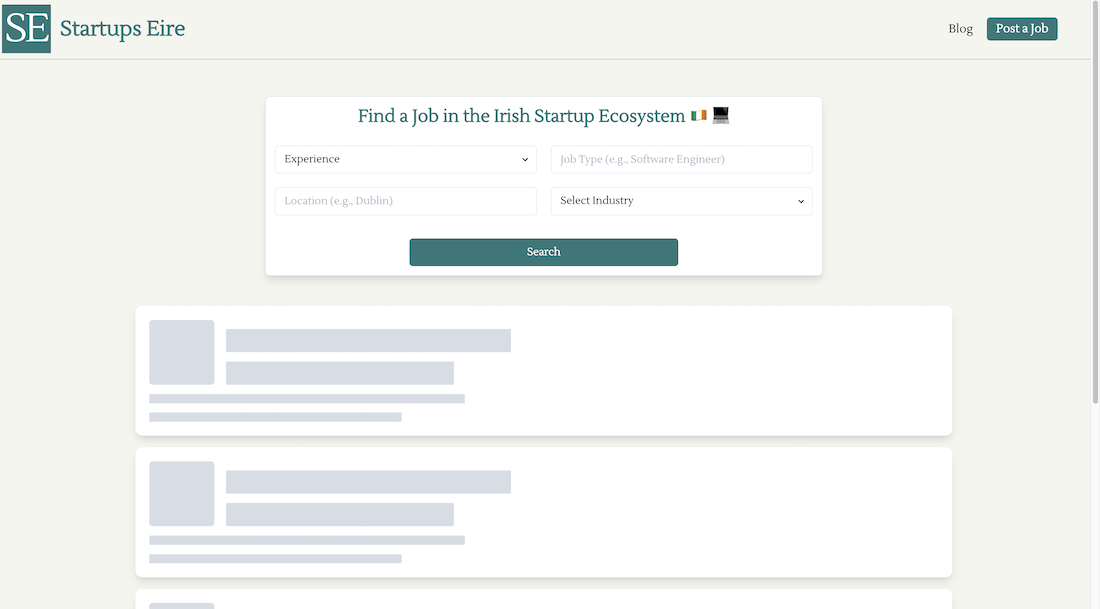 SE Startups Eire
Blog
Post a Job
Find a Job in the Irish Startup Ecosystem 🇮🇪 💻
Experience
Job Type (e.g., Software Engineer)
Location (e.g., Dublin)
Select Industry
Search